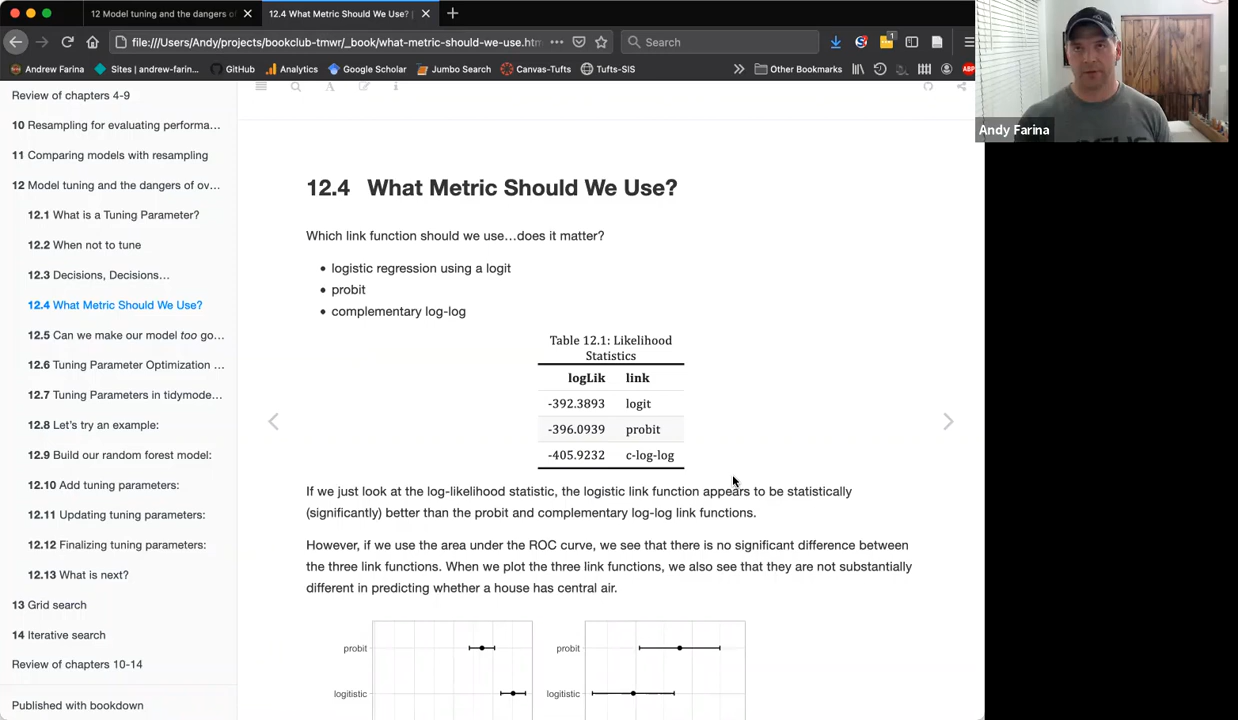 12 Model tuning and the dangers of
12.4 What Metric Should We Use? |
file:///Users/Andy/projects/bookclub-tmwr/_book/what-metric-should-we-use.htm
Search
1
Andrew Farina
Sites | andrew-farin...
GitHub
Analytics
Google Scholar
Jumbo Search
Canvas-Tufts
Tufts-SIS
Other Bookmarks
ABP
Andy Farina
Review of chapters 4-9
10 Resampling for evaluating performa...
11 Comparing models with resampling
12 Model tuning and the dangers of ov...
12.1 What is a Tuning Parameter?
12.2 When not to tune
12.3 Decisions, Decisions...
12.4 What Metric Should We Use?
12.5 Can we make our model too go...
12.6 Tuning Parameter Optimization ...
12.7 Tuning Parameters in tidymode...
12.8 Let's try an example:
12.9 Build our random forest model:
12.10 Add tuning parameters:
12.11 Updating tuning parameters:
12.12 Finalizing tuning parameters:
12.13 What is next?
13 Grid search
14 Iterative search
Review of chapters 10-14
Published with bookdown
12.4 What Metric Should We Use?
Which link function should we use...does it matter?
• logistic regression using a logit
• probit
• complementary log-log
Table 12.1: Likelihood
Statistics
logLik link
-392.3893 logit
-396.0939 probit
-405.9232 c-log-log
If we just look at the log-likelihood statistic, the logistic link function appears to be statistically
(significantly) better than the probit and complementary log-log link functions.
However, if we use the area under the ROC curve, we see that there is no significant difference between
the three link functions. When we plot the three link functions, we also see that they are not substantially
different in predicting whether a house has central air.
probit
probit
logitistic
logitistic